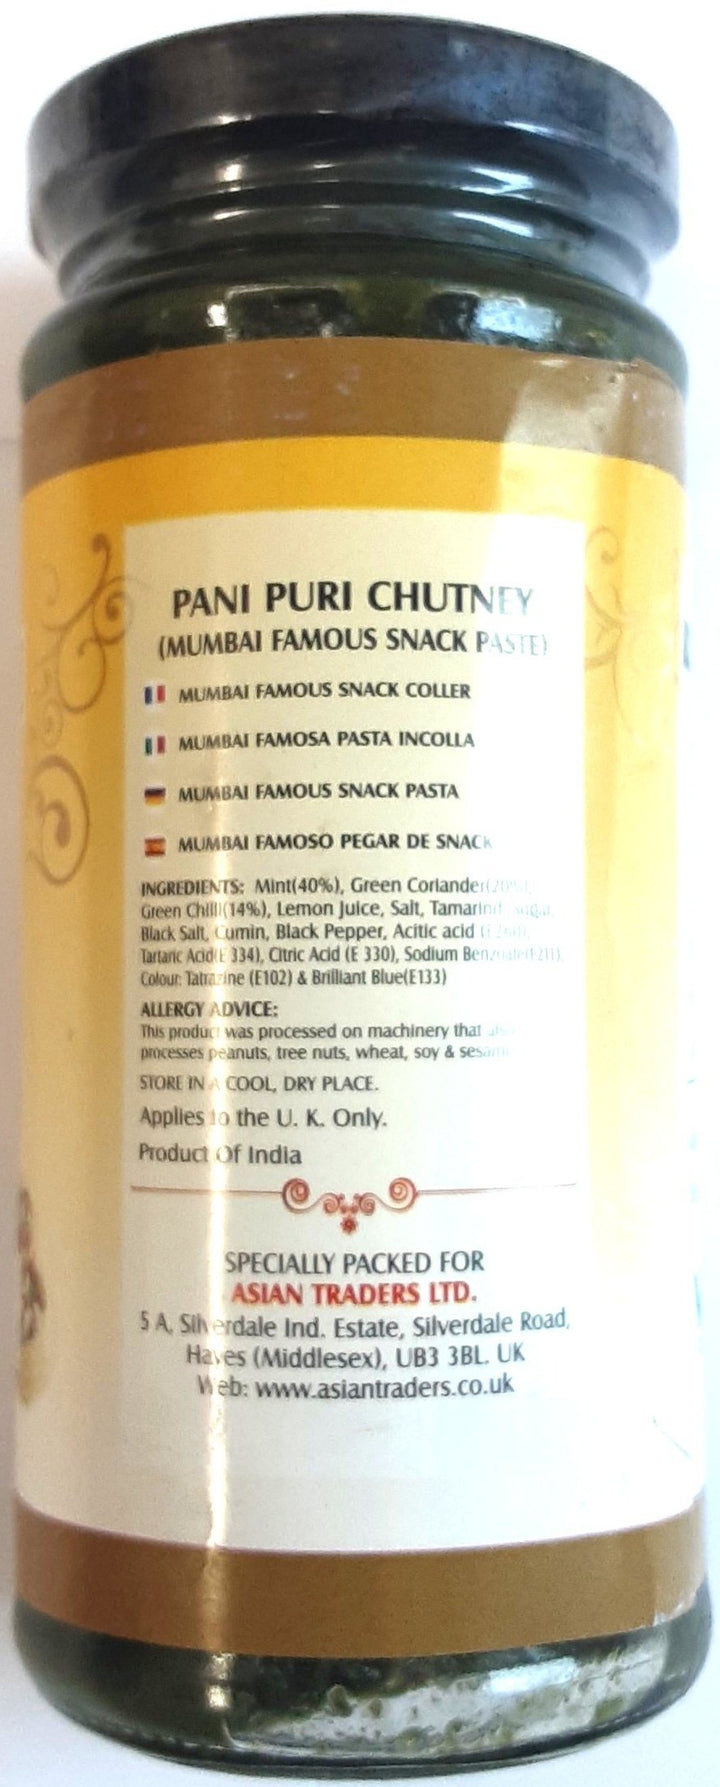 PANI PURI CHUTNEY
(MUMBAI FAMOUS SNACK PASTE)
MUMBAI FAMOUS SNACK COLLER
MUMBAI FAMOSA PASTA INCOLLA
MUMBAI FAMOUS SNACK PASTA
MUMBAI FAMOSO PEGAR DE SNACK
INGREDIENTS: Mint(40%), Green Coriander(20%),
Green Chilli(14%), Lemon Juice, Salt, Tamarind, sugar,
Black Salt, Cumin, Black Pepper, Acitic acid
Tartaric Acid(E 334), Citric Acid (E 330), Sodium Benzoate(E211),
Colour: Tatrazine (E102) & Brilliant Blue(E133)
ALLERGY ADVICE:
This product was processed on machinery that also
processes peanuts, tree nuts, wheat, soy & sesame
STORE IN A COOL, DRY PLACE.
Applies to the U. K. Only.
Product Of India
SPECIALLY PACKED FOR
ASIAN TRADERS LTD.
5 A, Silverdale Ind. Estate, Silverdale Road,
Hayes (Middlesex), UB3 3BL. UK
Web: www.asiantraders.co.uk